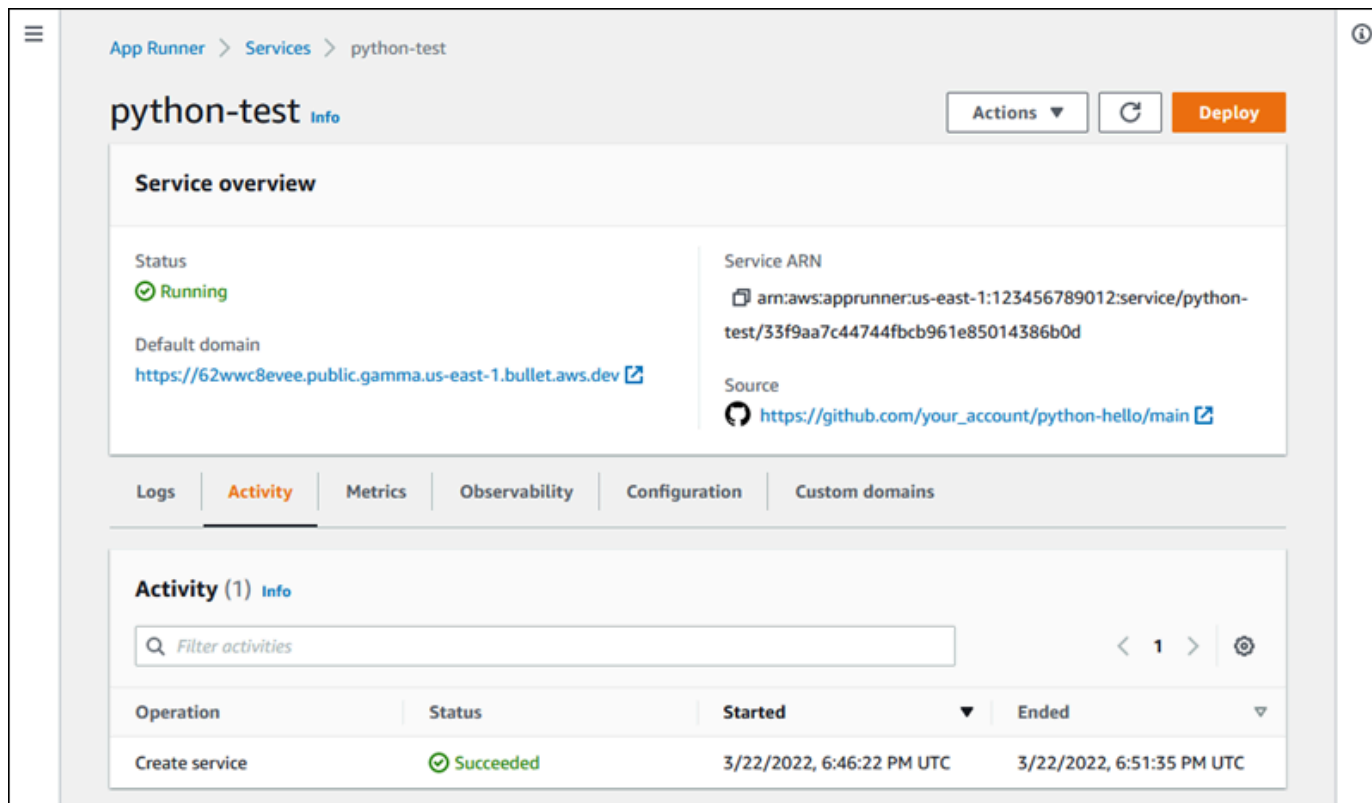 App Runner > Services > python-test
python-test Info
Actions
Deploy
Service overview
Status
Running
Default domain
https://62wwc8evee.public.gamma.us-east-1.bullet.aws.dev
Service ARN
arn:aws:apprunner:us-east-1:123456789012:service/python-
test/33f9aa7c44744fbcb961e85014386b0d
Source
https://github.com/your_account/python-hello/main
Logs Activity Metrics Observability Configuration Custom domains
Activity (1) Info
Filter activities
< 1 >
Operation Status Started Ended
Create service Succeeded 3/22/2022, 6:46:22 PM UTC 3/22/2022, 6:51:35 PM UTC